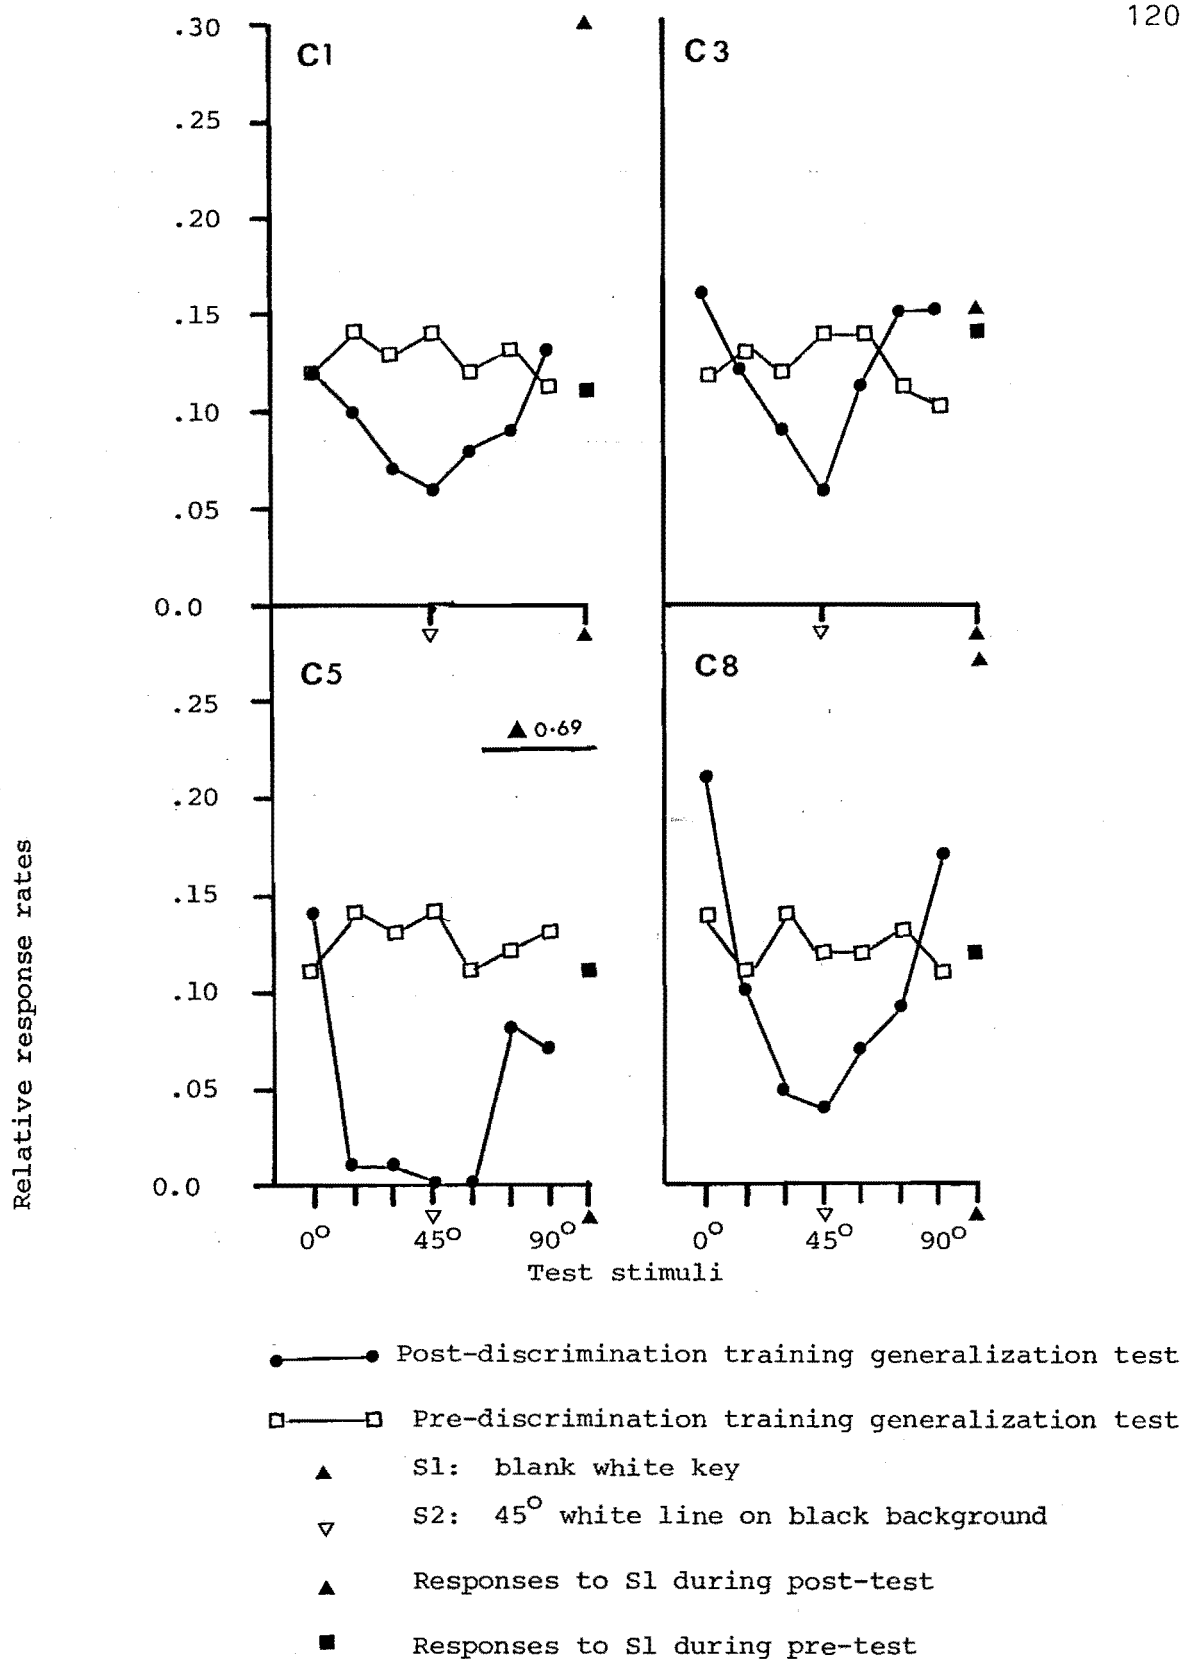 120
.30
C1
C3
.25
.20
.15
.10
.05
0.0
C5
C8
.25
▲ 0·69
.20
.15
.10
.05
0.0
Relative response rates
0° 45° 90° 0° 45° 90°
Test stimuli
Post-discrimination training generalization test
Pre-discrimination training generalization test
S1: blank white key
S2: 45° white line on black background
Responses to S1 during post-test
Responses to S1 during pre-test